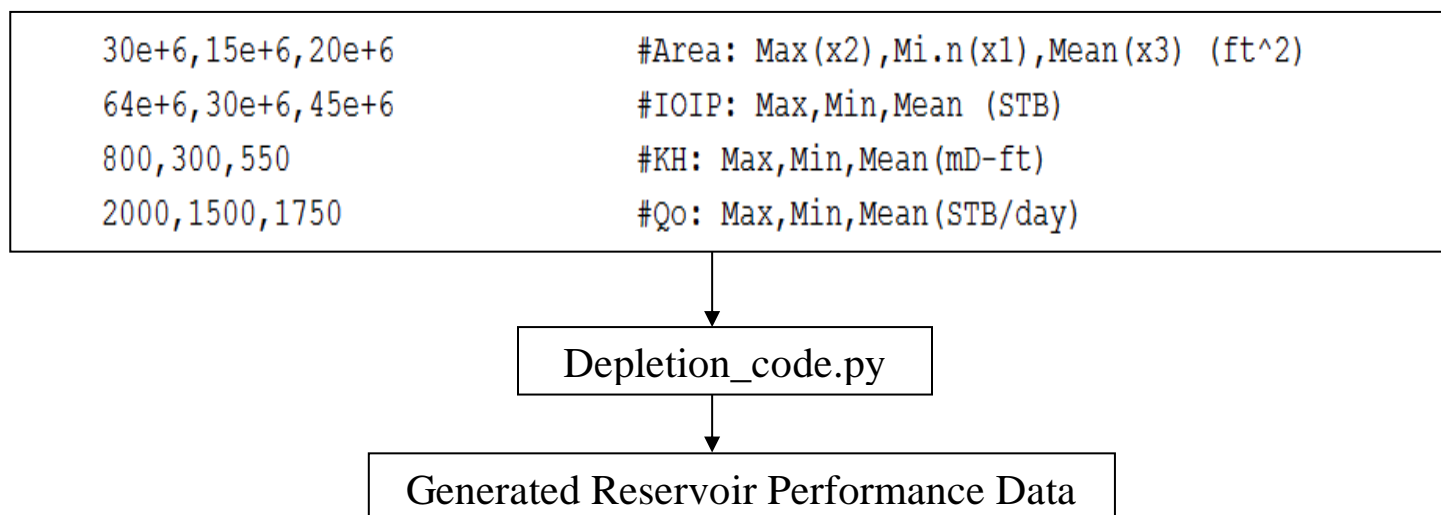 30e+6,15e+6,20e+6 #Area: Max(x2),Mi.n(x1),Mean(x3) (ft^2)
64e+6,30e+6,45e+6 #IOIP: Max,Min,Mean (STB)
800,300,550 #KH: Max,Min,Mean(mD-ft)
2000,1500,1750 #Qo: Max,Min,Mean(STB/day)
Depletion_code.py
Generated Reservoir Performance Data